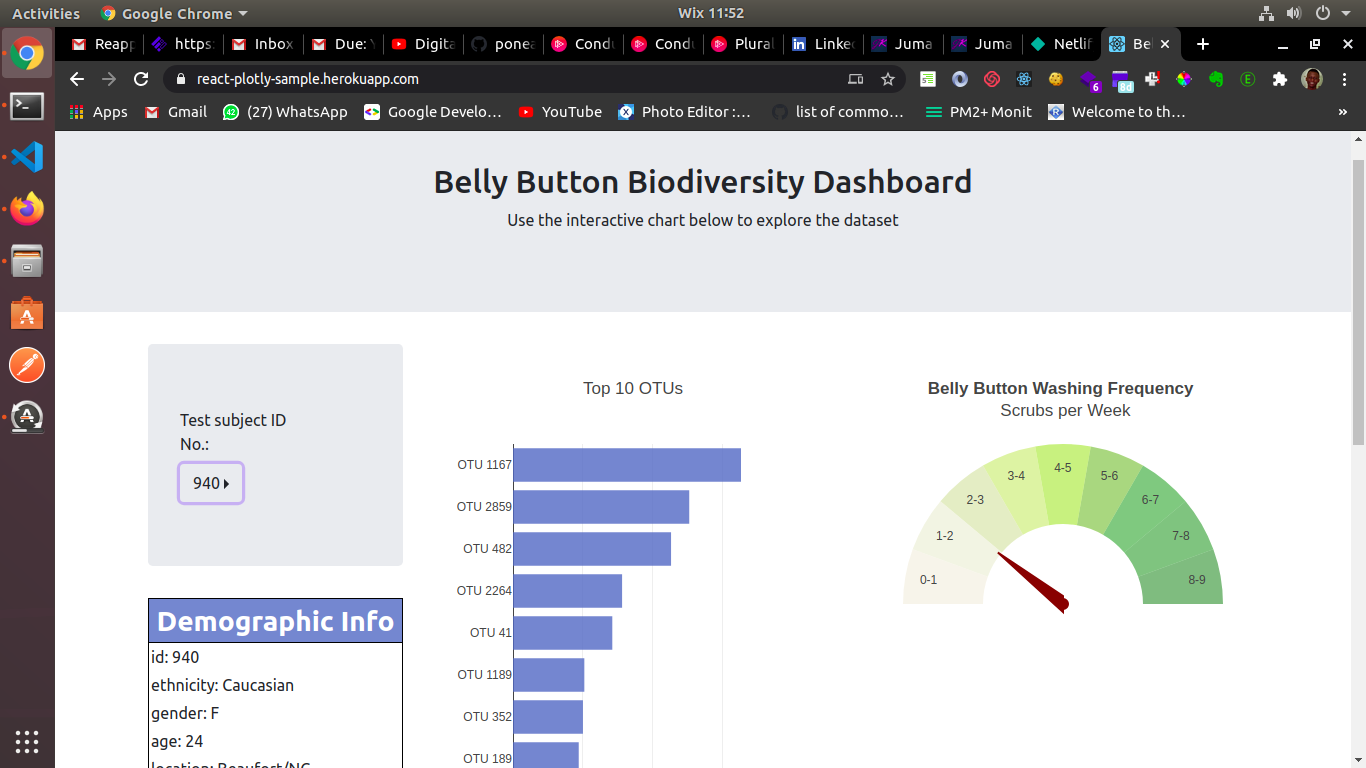 Activities Google Chrome Wix 11:52
Reapp https: Inbox Due: Y Digita ponea Condu Condu Plural Linked Juma Juma Netlif Bel
react-plotly-sample.herokuapp.com
6 8d
Apps Gmail (27) WhatsApp Google Develo… YouTube Photo Editor :… list of commo… PM2+ Monit Welcome to th… »
Belly Button Biodiversity Dashboard
Use the interactive chart below to explore the dataset
Test subject ID
No.:
940
Demographic Info
id: 940
ethnicity: Caucasian
gender: F
age: 24
location: Beaufort/NC
Top 10 OTUs
OTU 1167
OTU 2859
OTU 482
OTU 2264
OTU 41
OTU 1189
OTU 352
OTU 189
Belly Button Washing Frequency
Scrubs per Week
0-1
1-2
2-3
3-4
4-5
5-6
6-7
7-8
8-9